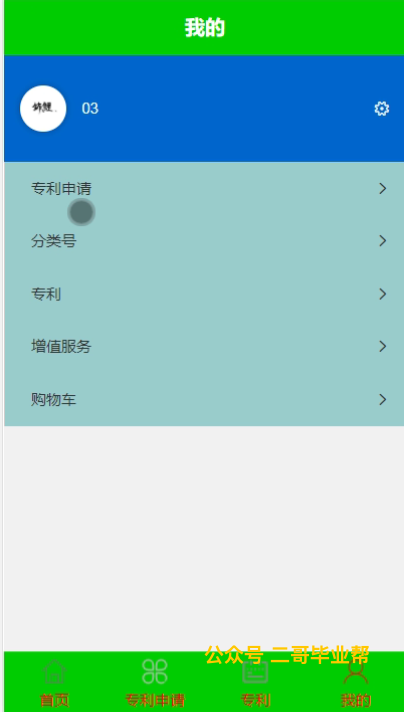 我的
锦鲤.
03
专利申请
分类号
专利
增值服务
购物车
公众号 二哥毕业帮
首页 专利申请 专利 我的